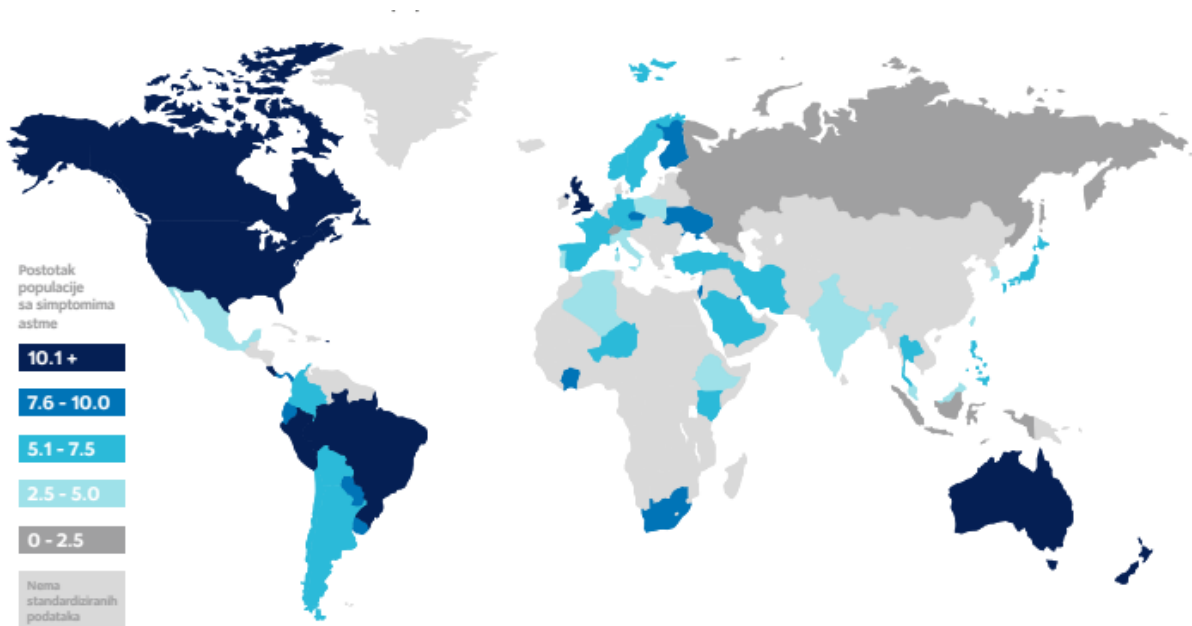 Postotak
populacije
sa simptomima
astme
10.1 +
7.6 - 10.0
5.1 - 7.5
2.5 - 5.0
0 - 2.5
Nema
standardiziranih
podataka